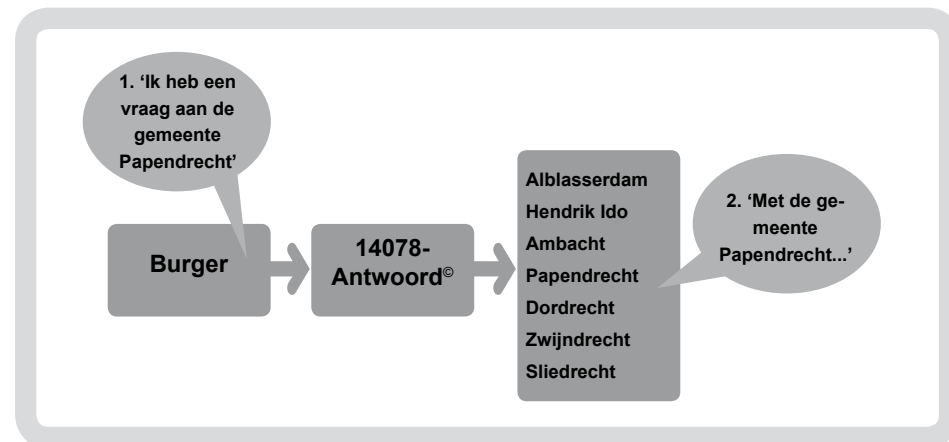 1. ‘Ik heb een
vraag aan de
gemeente
Papendrecht’
Burger
14078-
Antwoord©
Alblasserdam
Hendrik Ido
Ambacht
Papendrecht
Dordrecht
Zwijndrecht
Sliedrecht
2. ‘Met de ge-
meente
Papendrecht...’